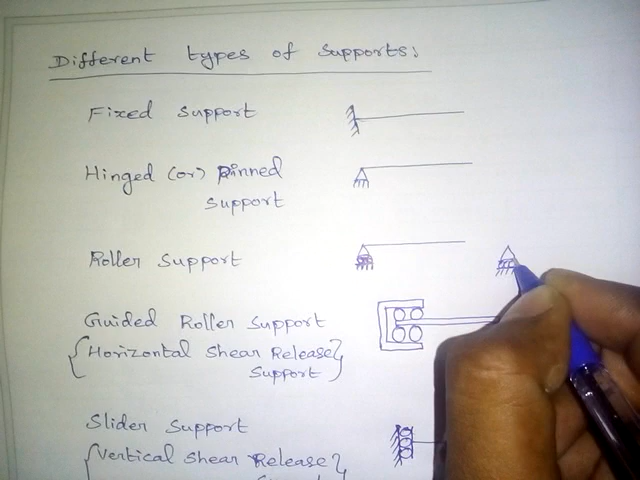 Different types of supports:
Fixed support
Hinged (or) Pinned
support
Roller support
Guided Roller support
{Horizontal shear Release}
support
Slider support
{Vertical shear Release}